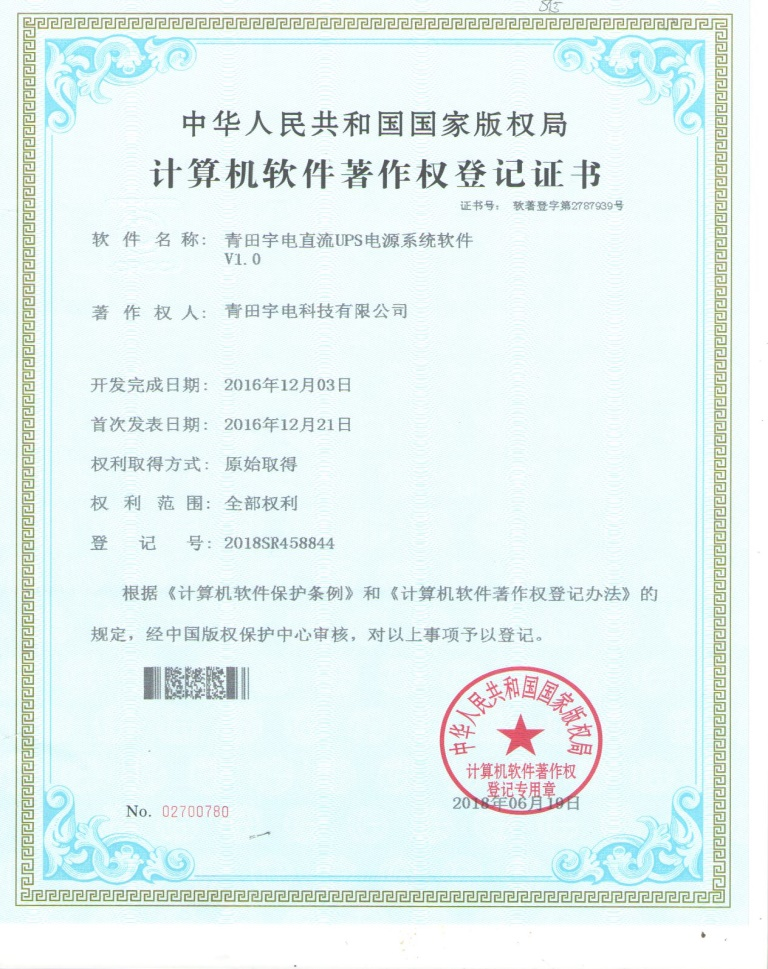 中华人民共和国国家版权局
计算机软件著作权登记证书
证书号： 软著登字第2787939号
软件名称： 青田宇电直流UPS电源系统软件
V1.0
著作权人： 青田宇电科技有限公司
开发完成日期： 2016年12月03日
首次发表日期： 2016年12月21日
权利取得方式： 原始取得
权利范围： 全部权利
登记号： 2018SR458844
根据《计算机软件保护条例》和《计算机软件著作权登记办法》的
规定，经中国版权保护中心审核，对以上事项予以登记。
中华人民共和国国家版权局
计算机软件著作权
登记专用章
2018年06月19日
No. 02700780